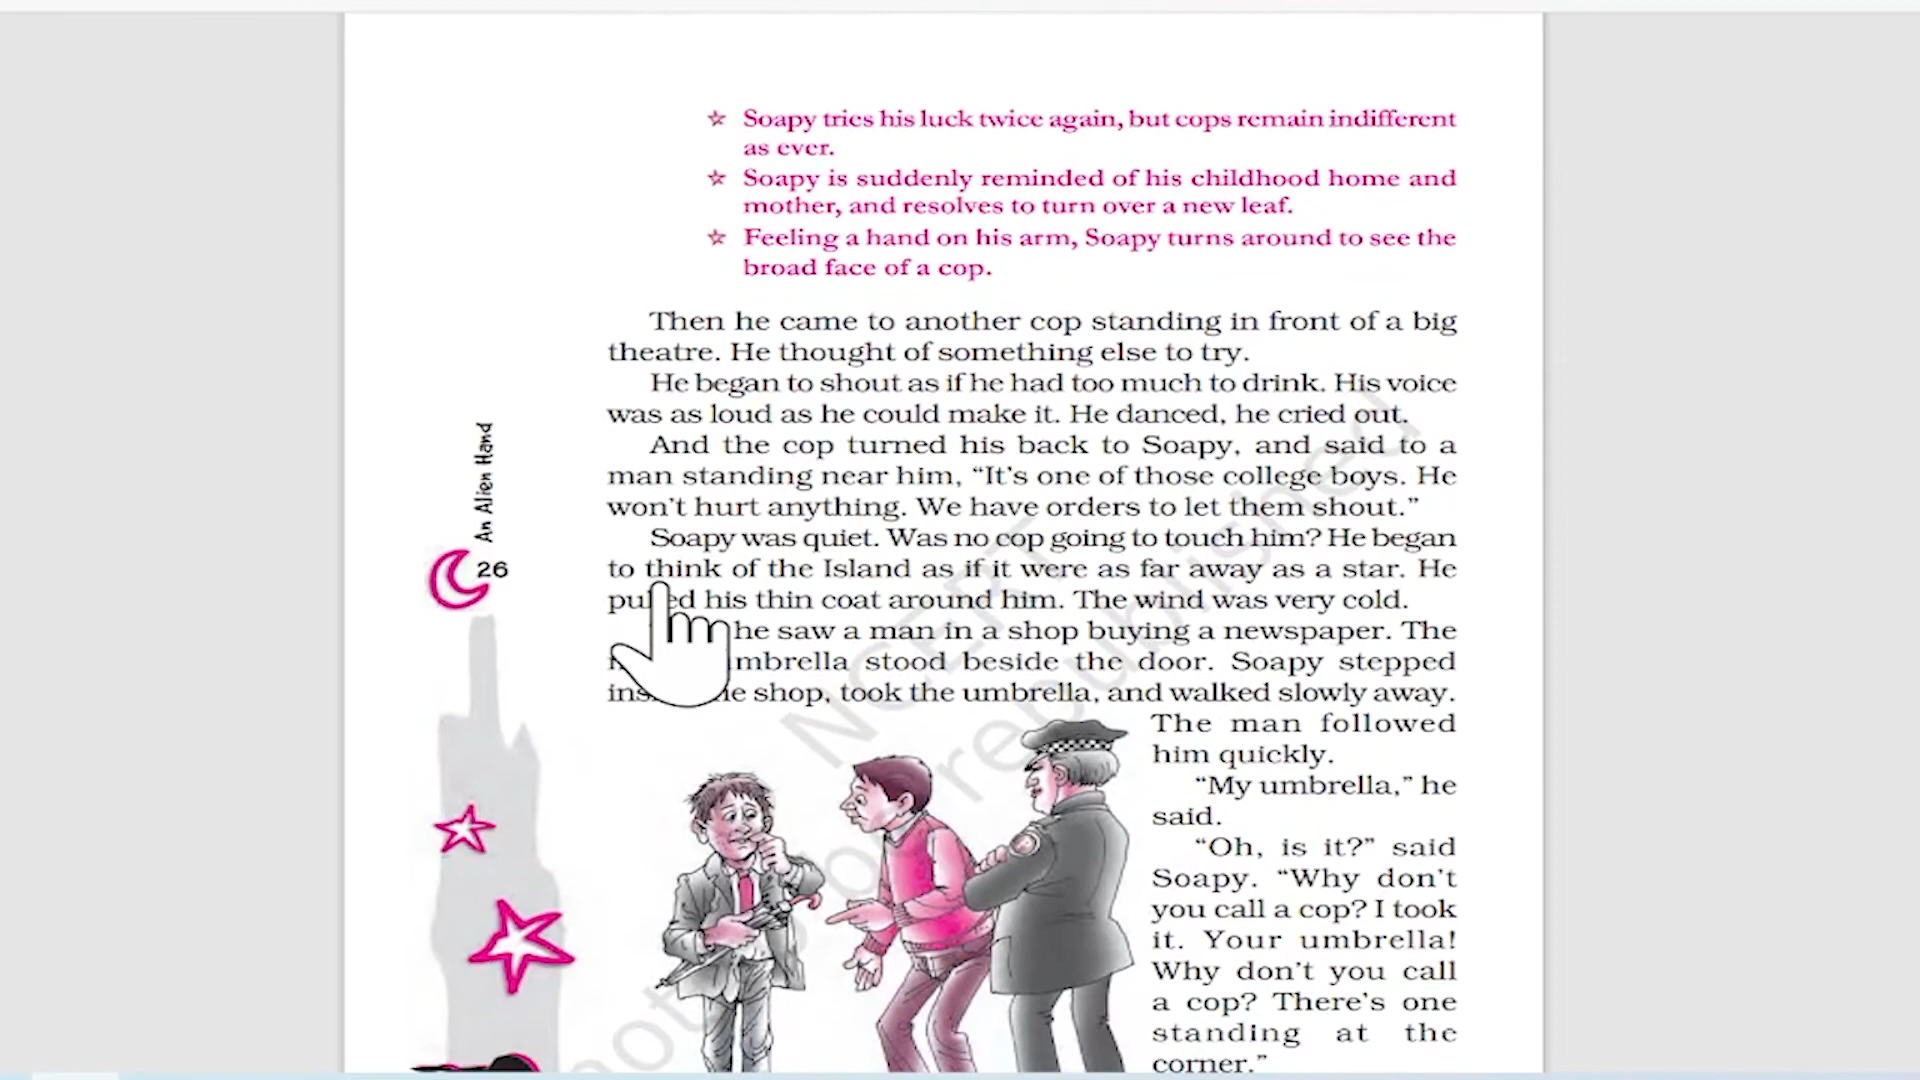 ☆ Soapy tries his luck twice again, but cops remain indifferent
as ever.
☆ Soapy is suddenly reminded of his childhood home and
mother, and resolves to turn over a new leaf.
☆ Feeling a hand on his arm, Soapy turns around to see the
broad face of a cop.
Then he came to another cop standing in front of a big
theatre. He thought of something else to try.
He began to shout as if he had too much to drink. His voice
was as loud as he could make it. He danced, he cried out.
And the cop turned his back to Soapy, and said to a
man standing near him, “It’s one of those college boys. He
won’t hurt anything. We have orders to let them shout.”
Soapy was quiet. Was no cop going to touch him? He began
to think of the Island as if it were as far away as a star. He
pulled his thin coat around him. The wind was very cold.
he saw a man in a shop buying a newspaper. The
umbrella stood beside the door. Soapy stepped
shop, took the umbrella, and walked slowly away.
The man followed
him quickly.
“My umbrella,” he
said.
“Oh, is it?” said
Soapy. “Why don’t
you call a cop? I took
it. Your umbrella!
Why don’t you call
a cop? There’s one
standing at the
corner.”
An Alien Hand
26
NCERT
not republished